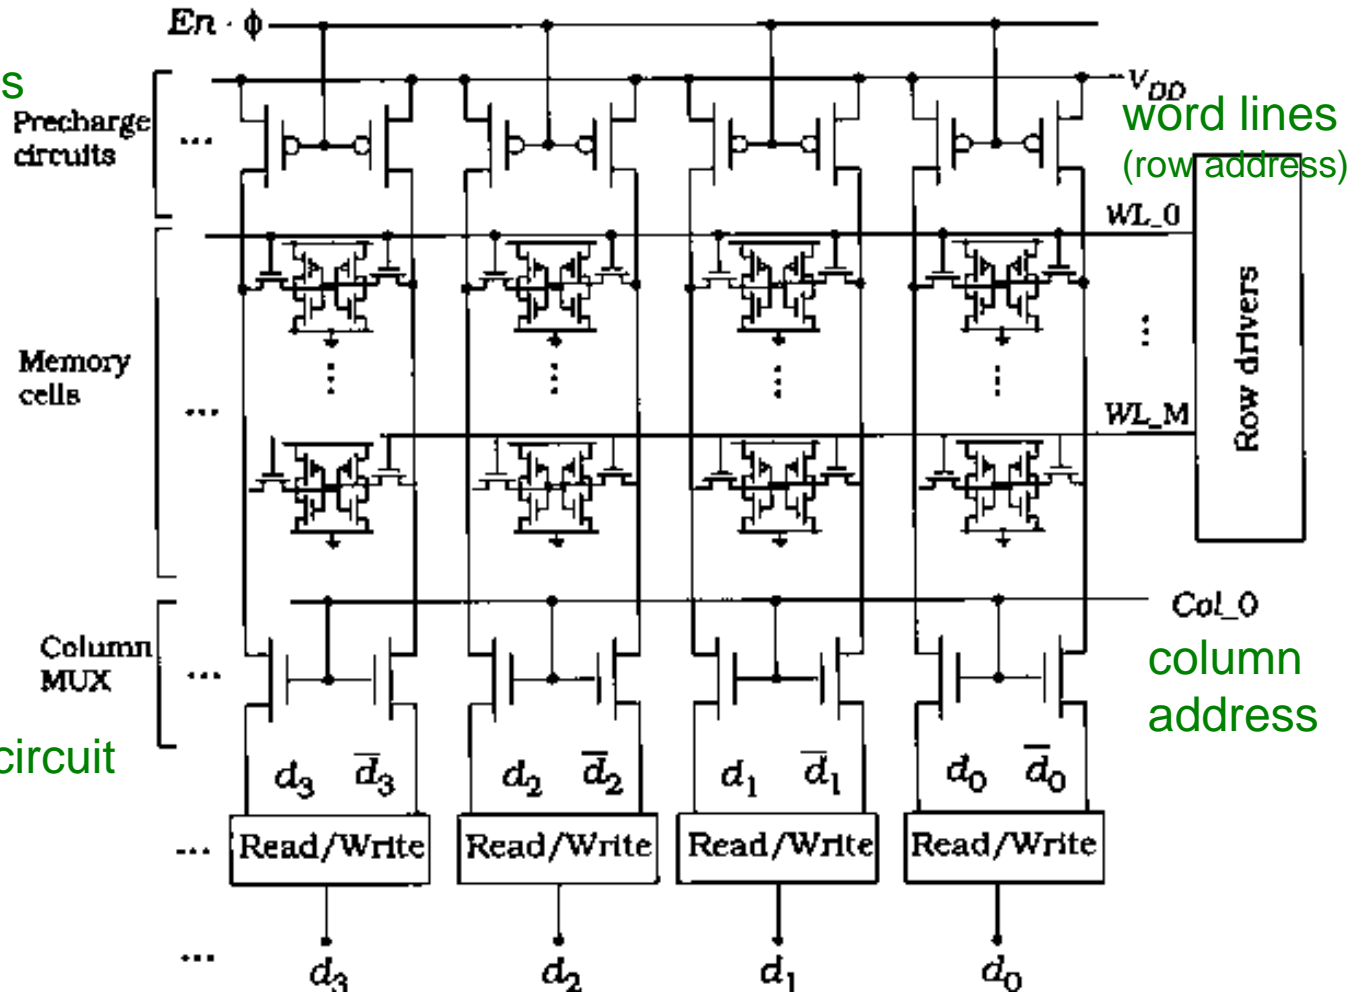 En · ϕ
s
Precharge
circuits
...
V_DD
word lines
(row address)
WL_0
Row drivers
Memory
cells
...
WL_M
Col_0
Column
MUX
...
column
address
circuit
d₃ d̅₃ d₂ d̅₂ d₁ d̅₁ d₀ d̅₀
... Read/Write Read/Write Read/Write Read/Write
... d₃ d₂ d₁ d₀